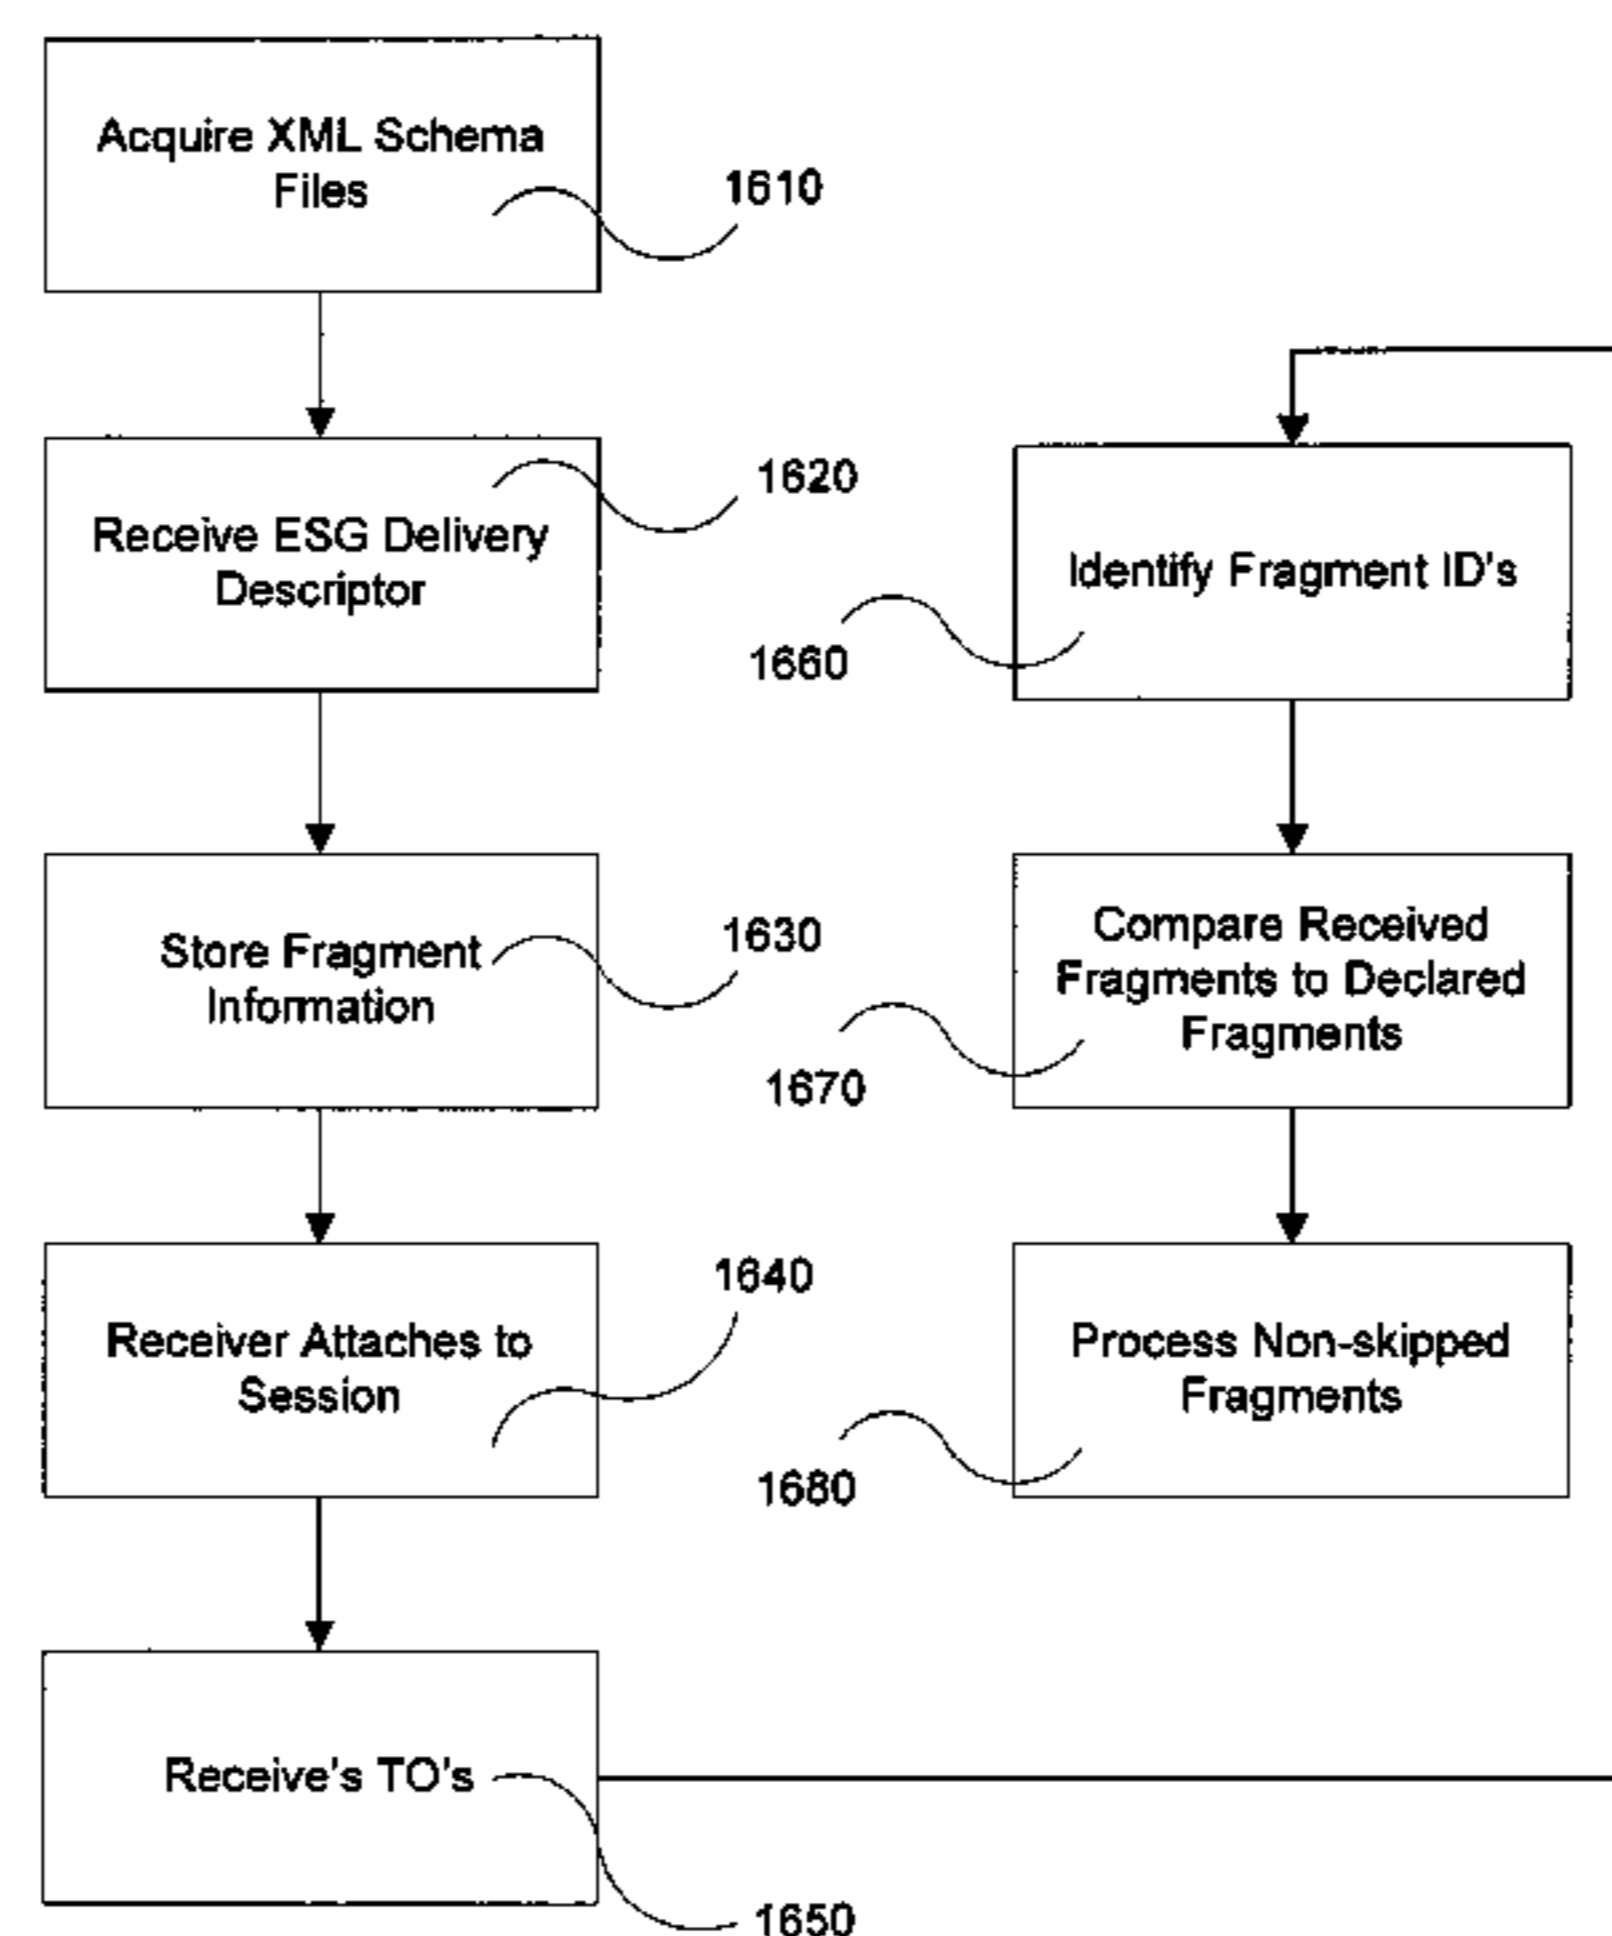 Acquire XML Schema
Files
1610
Receive ESG Delivery
Descriptor
1620
Store Fragment
Information
1630
Receiver Attaches to
Session
1640
Receive's TO's
1650
Identify Fragment ID's
1660
Compare Received
Fragments to Declared
Fragments
1670
Process Non-skipped
Fragments
1680